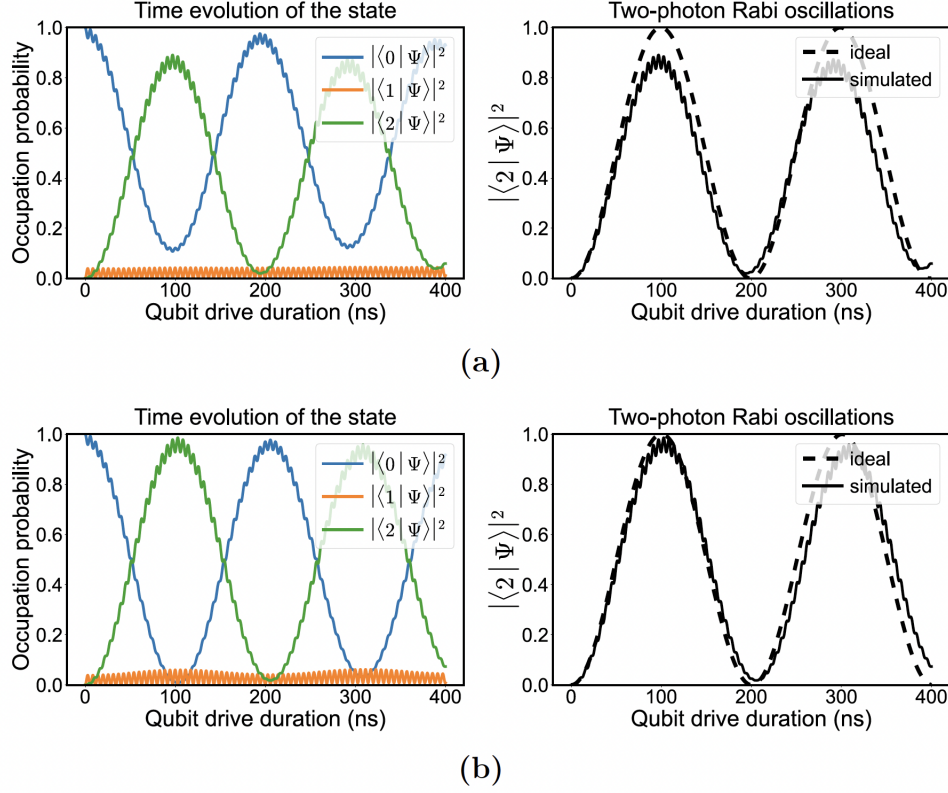 Time evolution of the state
Two-photon Rabi oscillations
Occupation probability
1.0
0.8
0.6
0.4
0.2
0.0
|⟨0 | Ψ⟩|²
|⟨1 | Ψ⟩|²
|⟨2 | Ψ⟩|²
0 100 200 300 400
Qubit drive duration (ns)
|⟨2 | Ψ⟩|²
1.0
0.8
0.6
0.4
0.2
0.0
ideal
simulated
0 100 200 300 400
Qubit drive duration (ns)
(a)
Time evolution of the state
Two-photon Rabi oscillations
Occupation probability
1.0
0.8
0.6
0.4
0.2
0.0
|⟨0 | Ψ⟩|²
|⟨1 | Ψ⟩|²
|⟨2 | Ψ⟩|²
0 100 200 300 400
Qubit drive duration (ns)
|⟨2 | Ψ⟩|²
1.0
0.8
0.6
0.4
0.2
0.0
ideal
simulated
0 100 200 300 400
Qubit drive duration (ns)
(b)